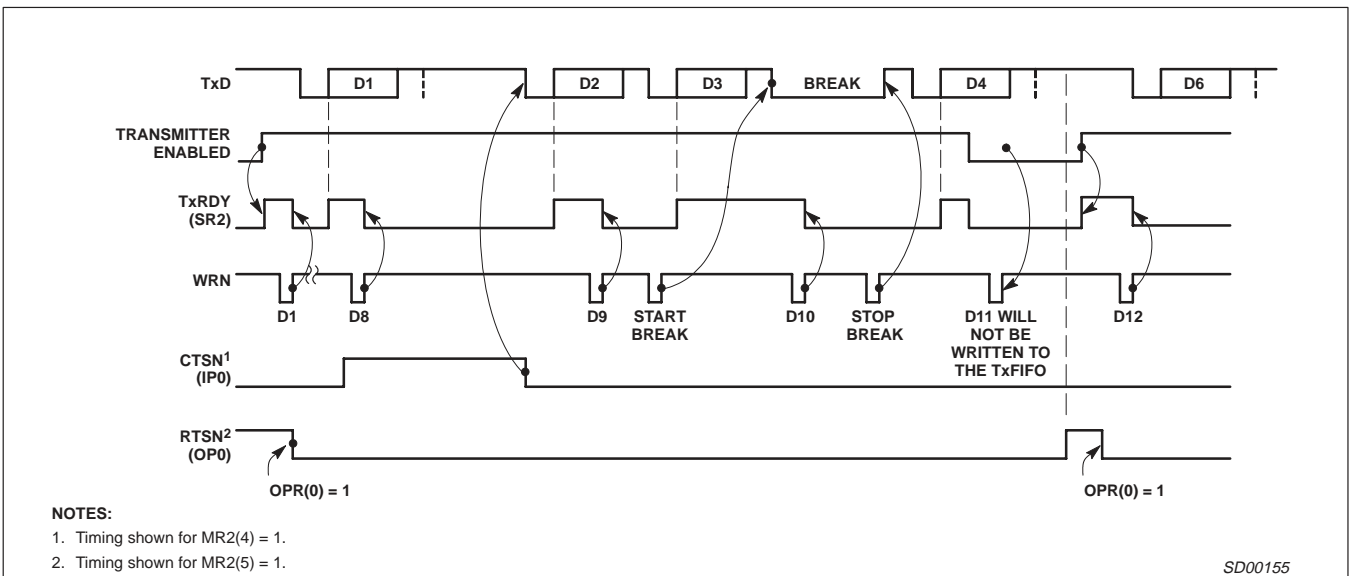 TxD
D1
D2
D3
BREAK
D4
D6
TRANSMITTER
ENABLED
TxRDY
(SR2)
WRN
D1
D8
D9
START
BREAK
D10
STOP
BREAK
D11 WILL
NOT BE
WRITTEN TO
THE TxFIFO
D12
CTSN1
(IP0)
RTSN2
(OP0)
OPR(0) = 1
OPR(0) = 1
NOTES:
1. Timing shown for MR2(4) = 1.
2. Timing shown for MR2(5) = 1.
SD00155